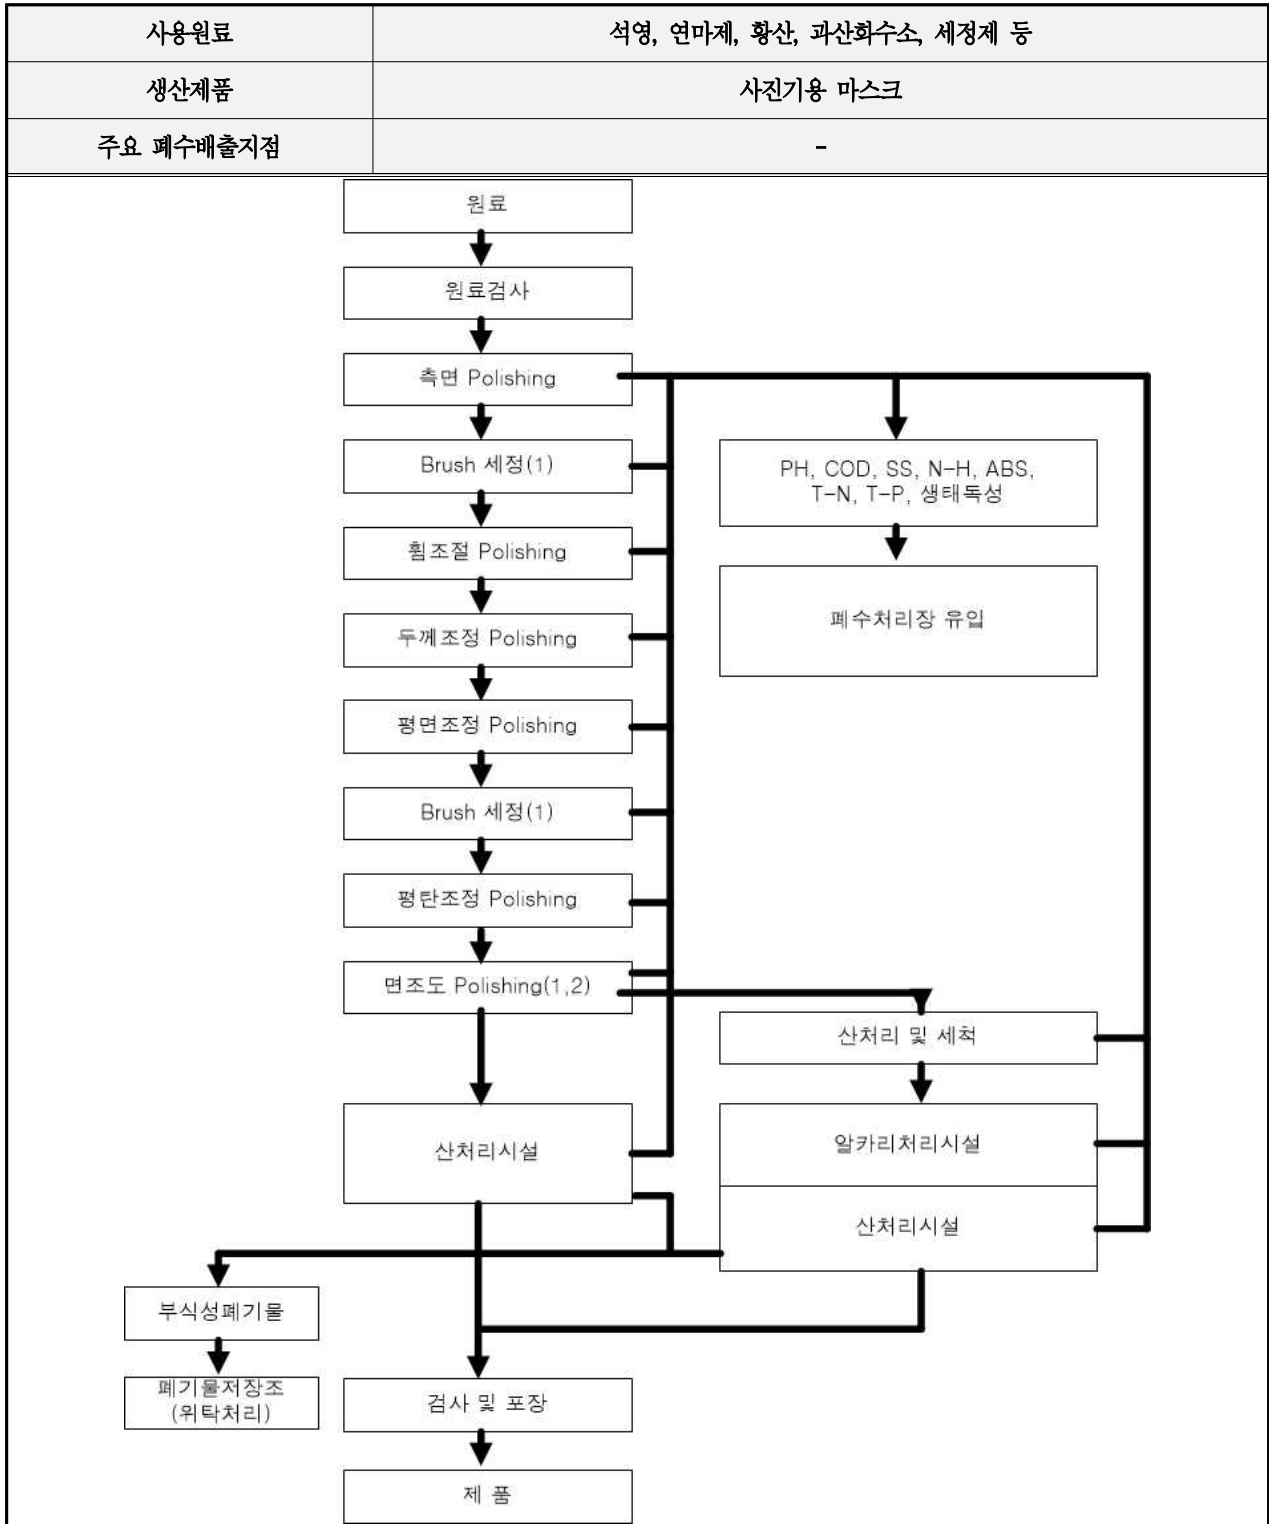 사용원료 석영, 연마제, 황산, 과산화수소, 세정제 등
생산제품 사진기용 마스크
주요 폐수배출지점 -
원료
원료검사
측면 Polishing
Brush 세정(1)
PH, COD, SS, N-H, ABS,
T-N, T-P, 생태독성
휨조절 Polishing
폐수처리장 유입
두께조정 Polishing
평면조정 Polishing
Brush 세정(1)
평탄조정 Polishing
면조도 Polishing(1,2)
산처리 및 세척
산처리시설
알카리처리시설
산처리시설
부식성폐기물
폐기물저장조
(위탁처리)
검사 및 포장
제 품